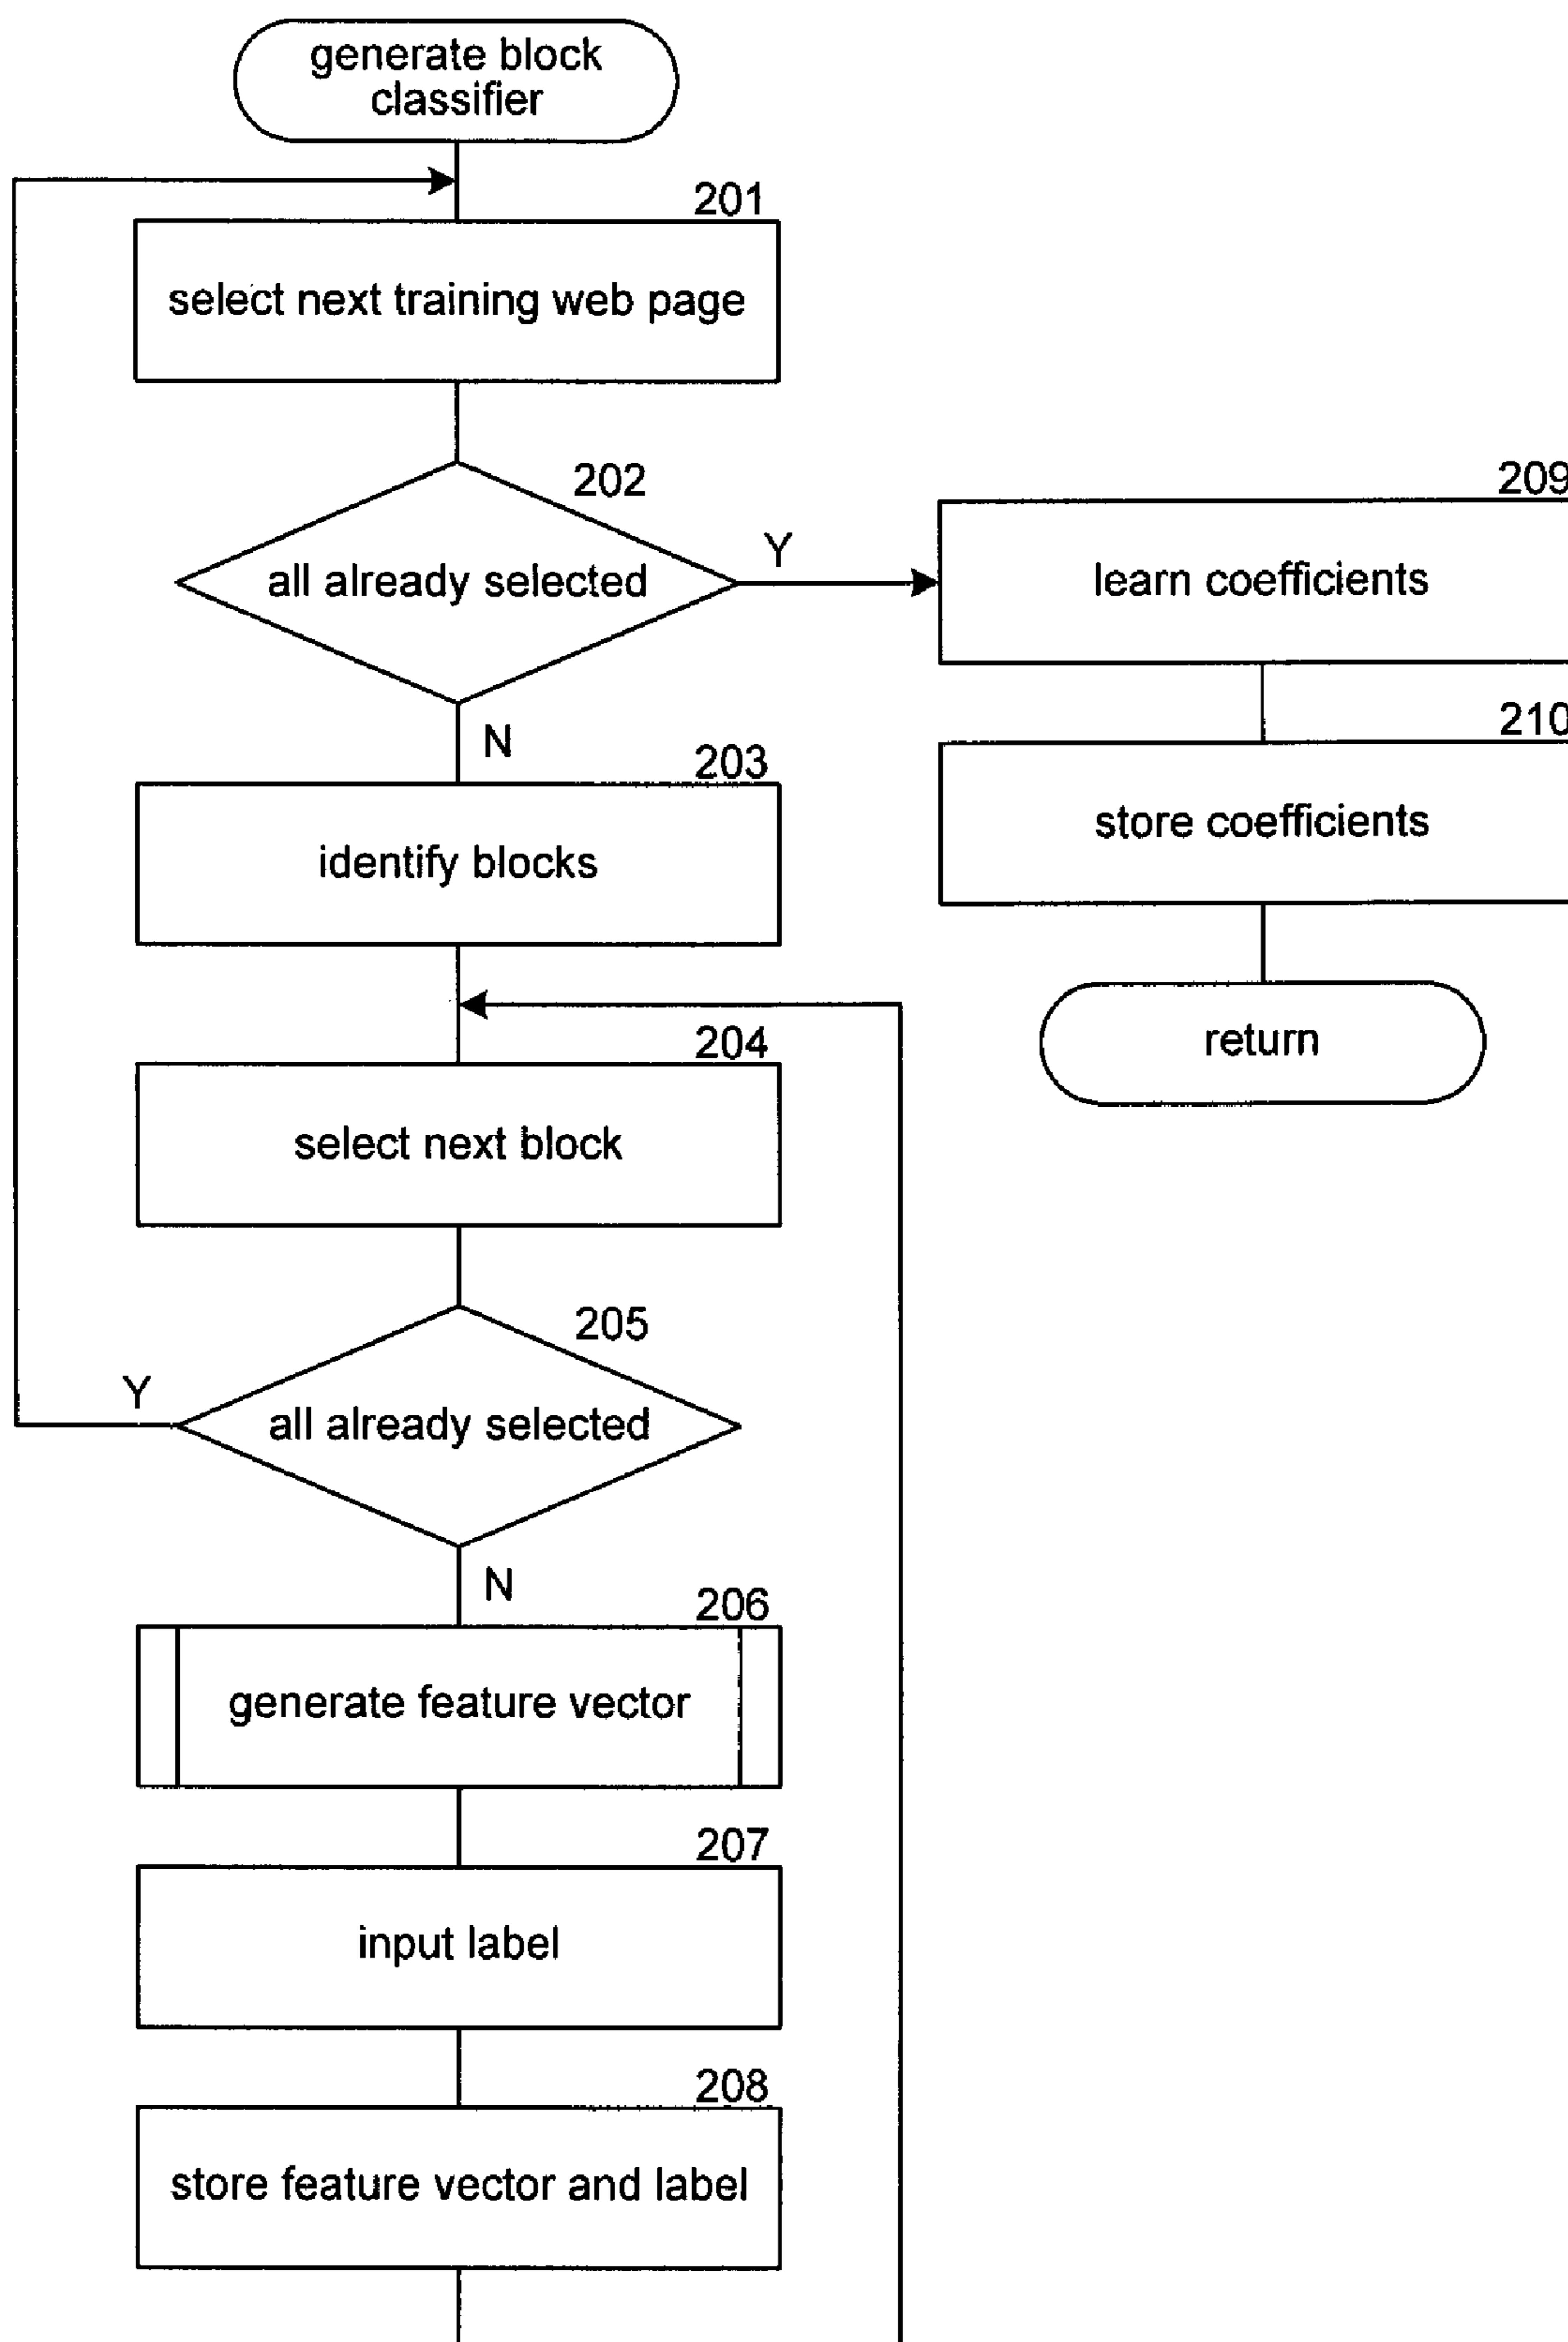 generate block
classifier
201
select next training web page
202
all already selected
Y
N
203
identify blocks
204
select next block
205
all already selected
Y
N
206
generate feature vector
207
input label
208
store feature vector and label
209
learn coefficients
210
store coefficients
return